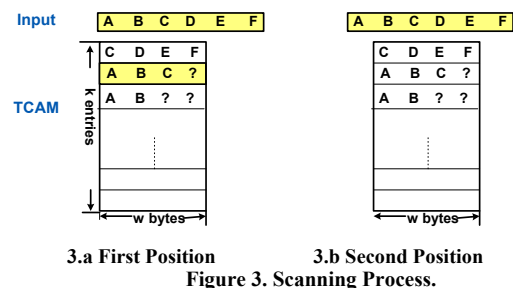 Input
A B C D E F
A B C D E F
TCAM
k entries
C D E F
A B C ?
A B ? ?
w bytes
C D E F
A B C ?
A B ? ?
w bytes
3.a First Position
3.b Second Position
Figure 3. Scanning Process.